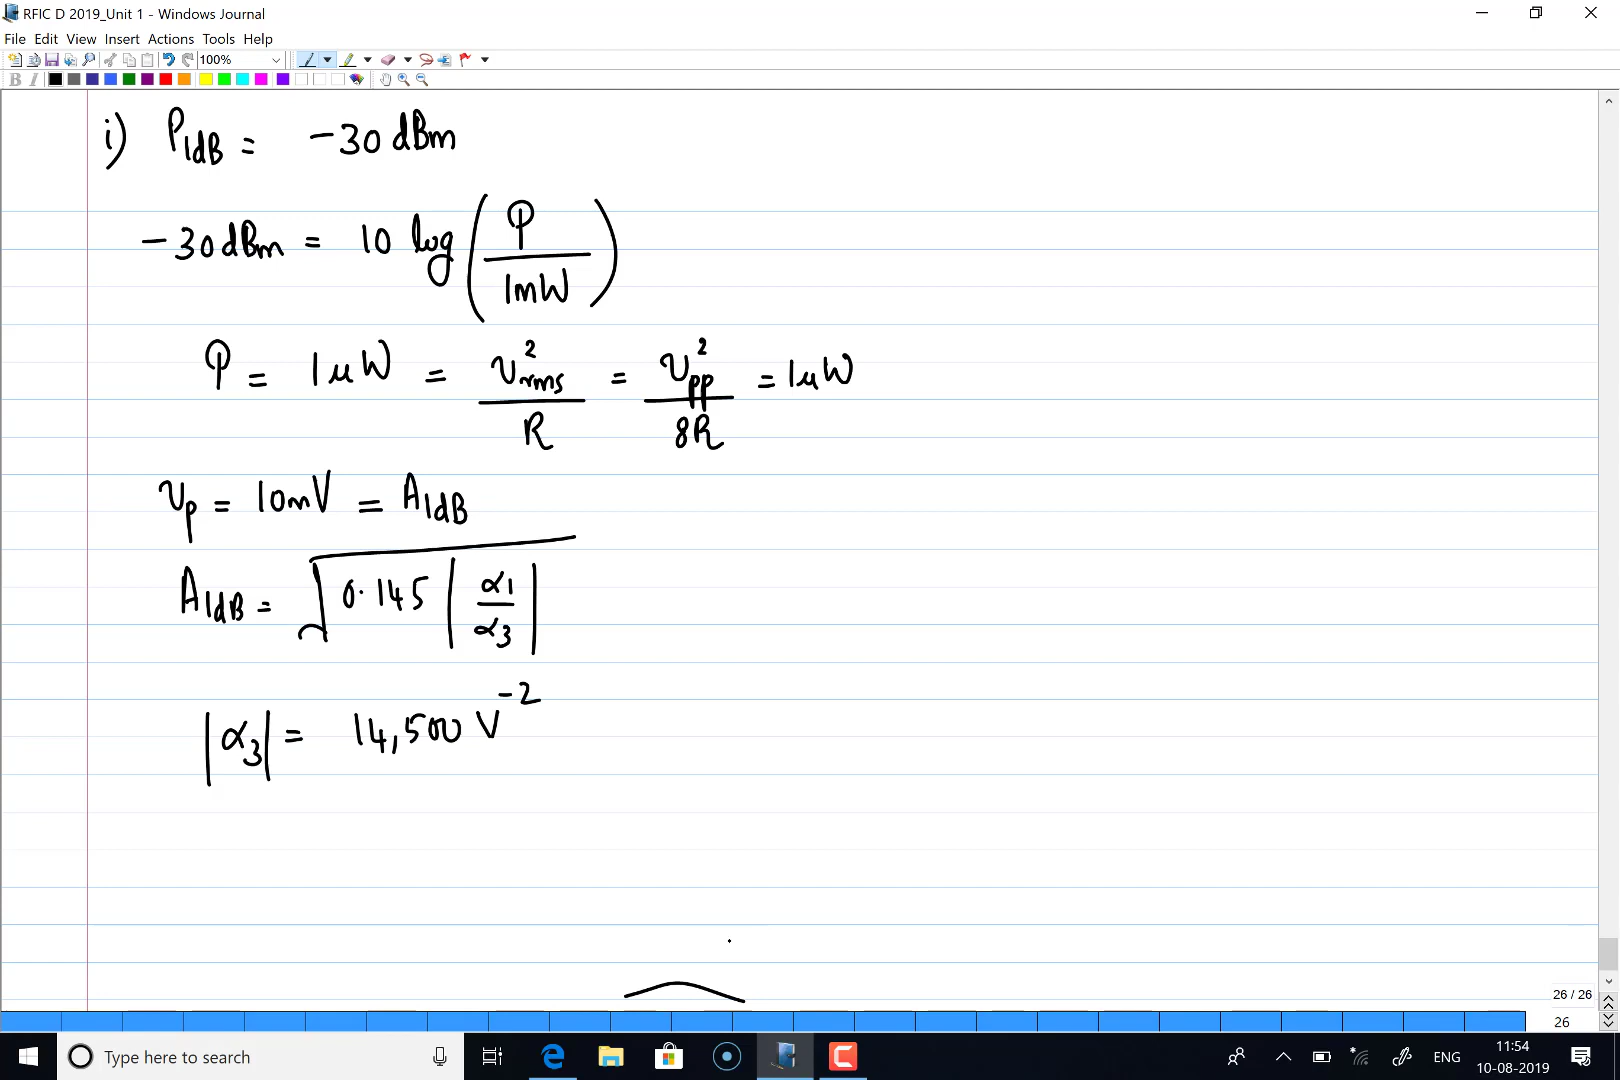 RFIC D 2019_Unit 1 - Windows Journal
File Edit View Insert Actions Tools Help
100%
B I
i) P1dB = -30 dBm
-30 dBm = 10 log (P / 1mW)
P = 1 μW = v²rms / R = v²pp / 8R = 1μW
vp = 10mV = A1dB
A1dB = √(0.145 |α1 / α3|)
|α3| = 14,500 V⁻²
26 / 26
26
Type here to search
ENG
11:54
10-08-2019